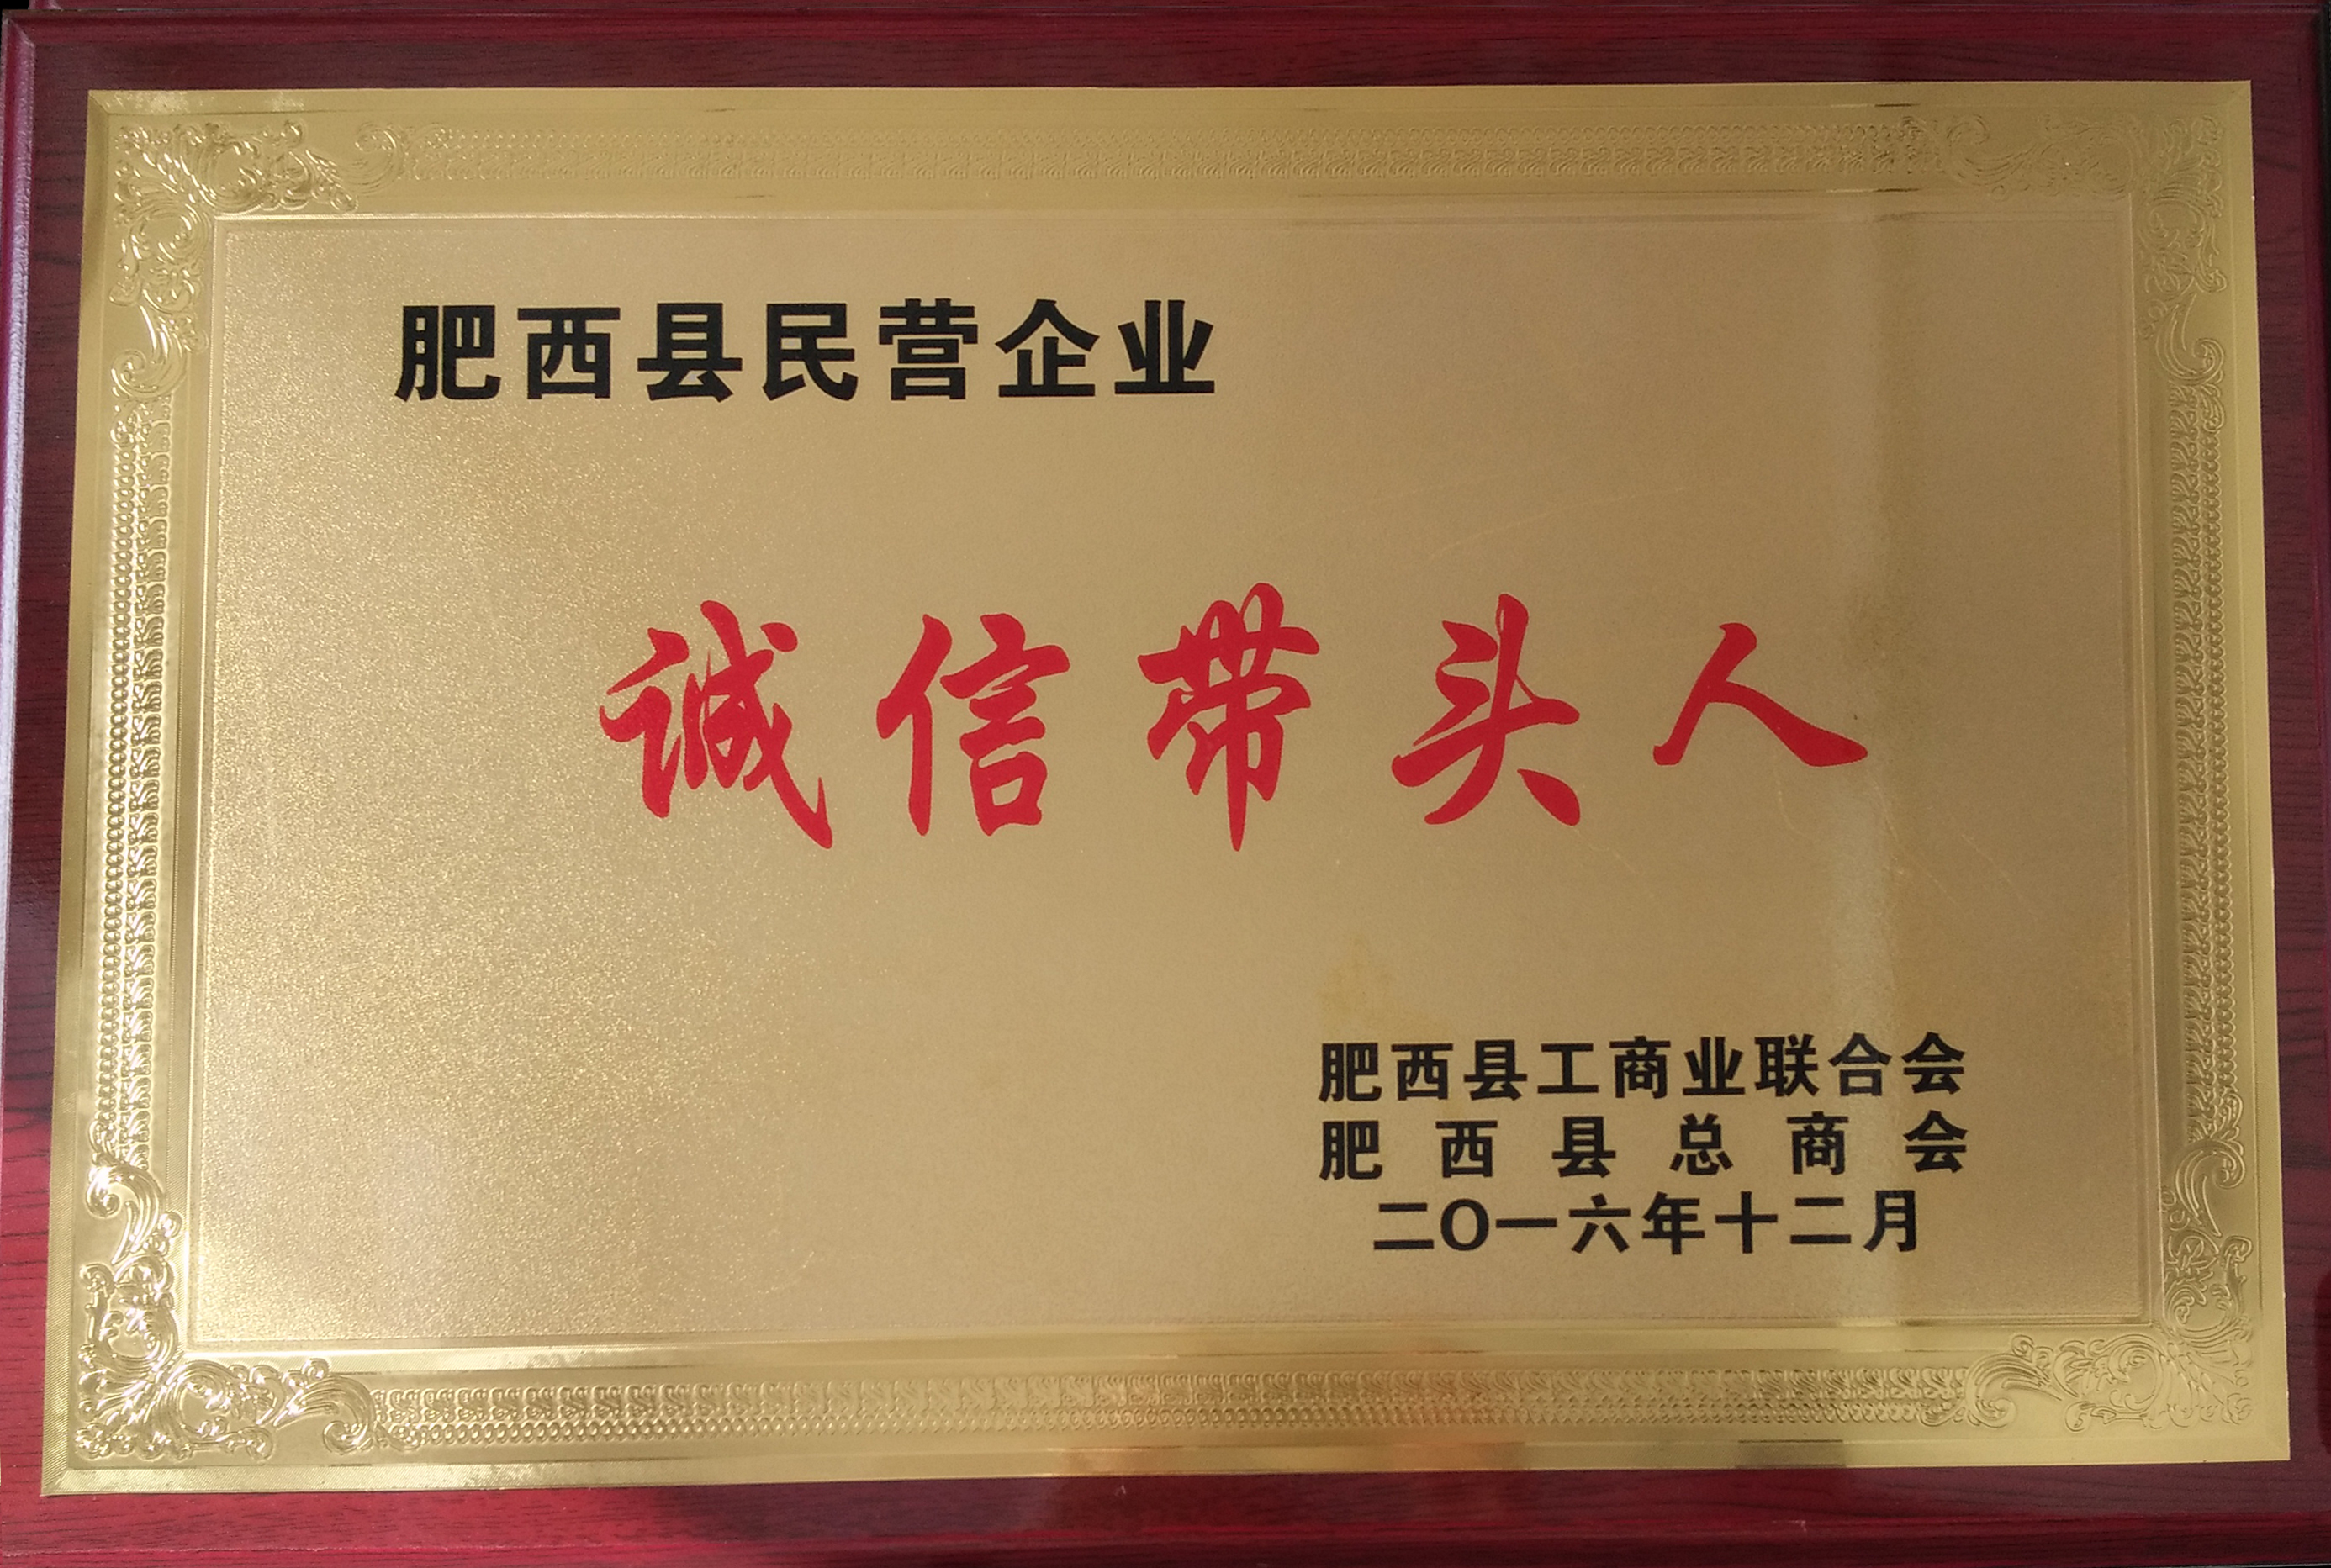 肥西县民营企业
诚信带头人
肥西县工商业联合会
肥西县总商会
二〇一六年十二月